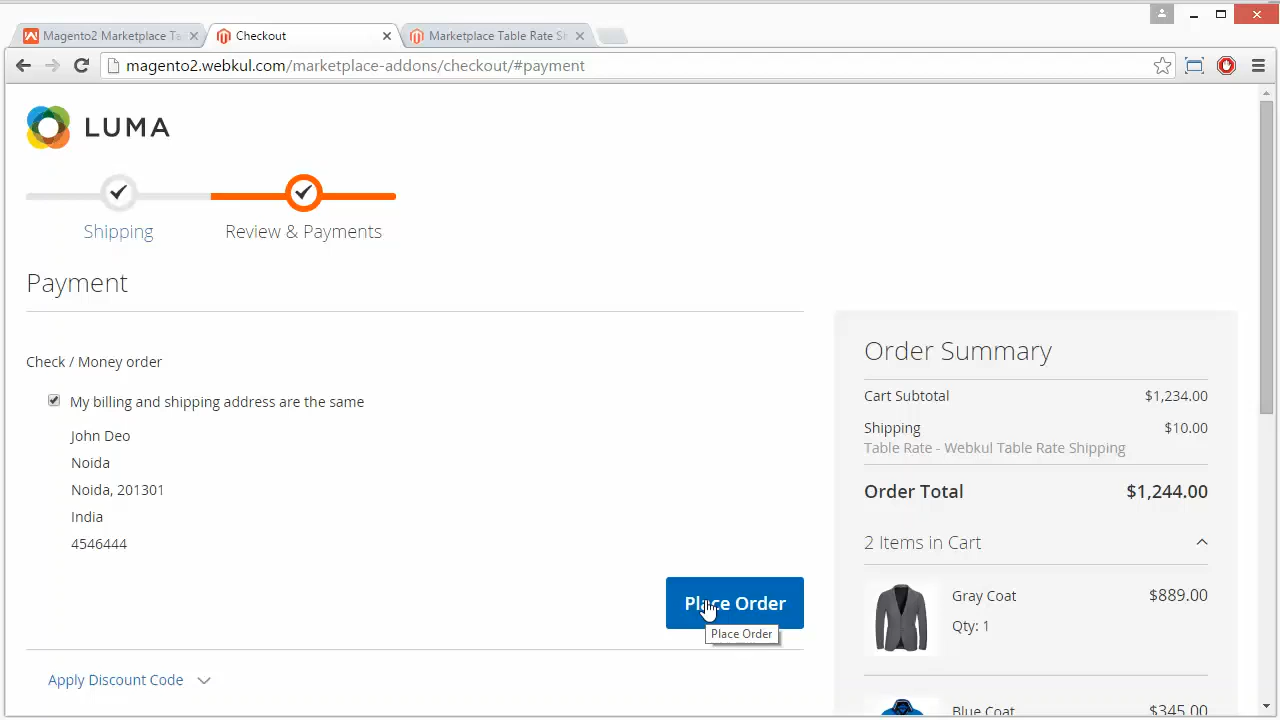 Magento2 Marketplace Ta
Checkout
Marketplace Table Rate Sh
magento2.webkul.com/marketplace-addons/checkout/#payment
LUMA
Shipping
Review & Payments
Payment
Check / Money order
My billing and shipping address are the same
John Deo
Noida
Noida, 201301
India
4546444
Place Order
Place Order
Apply Discount Code
Order Summary
Cart Subtotal $1,234.00
Shipping $10.00
Table Rate - Webkul Table Rate Shipping
Order Total $1,244.00
2 Items in Cart
Gray Coat $889.00
Qty: 1
Blue Coat $345.00